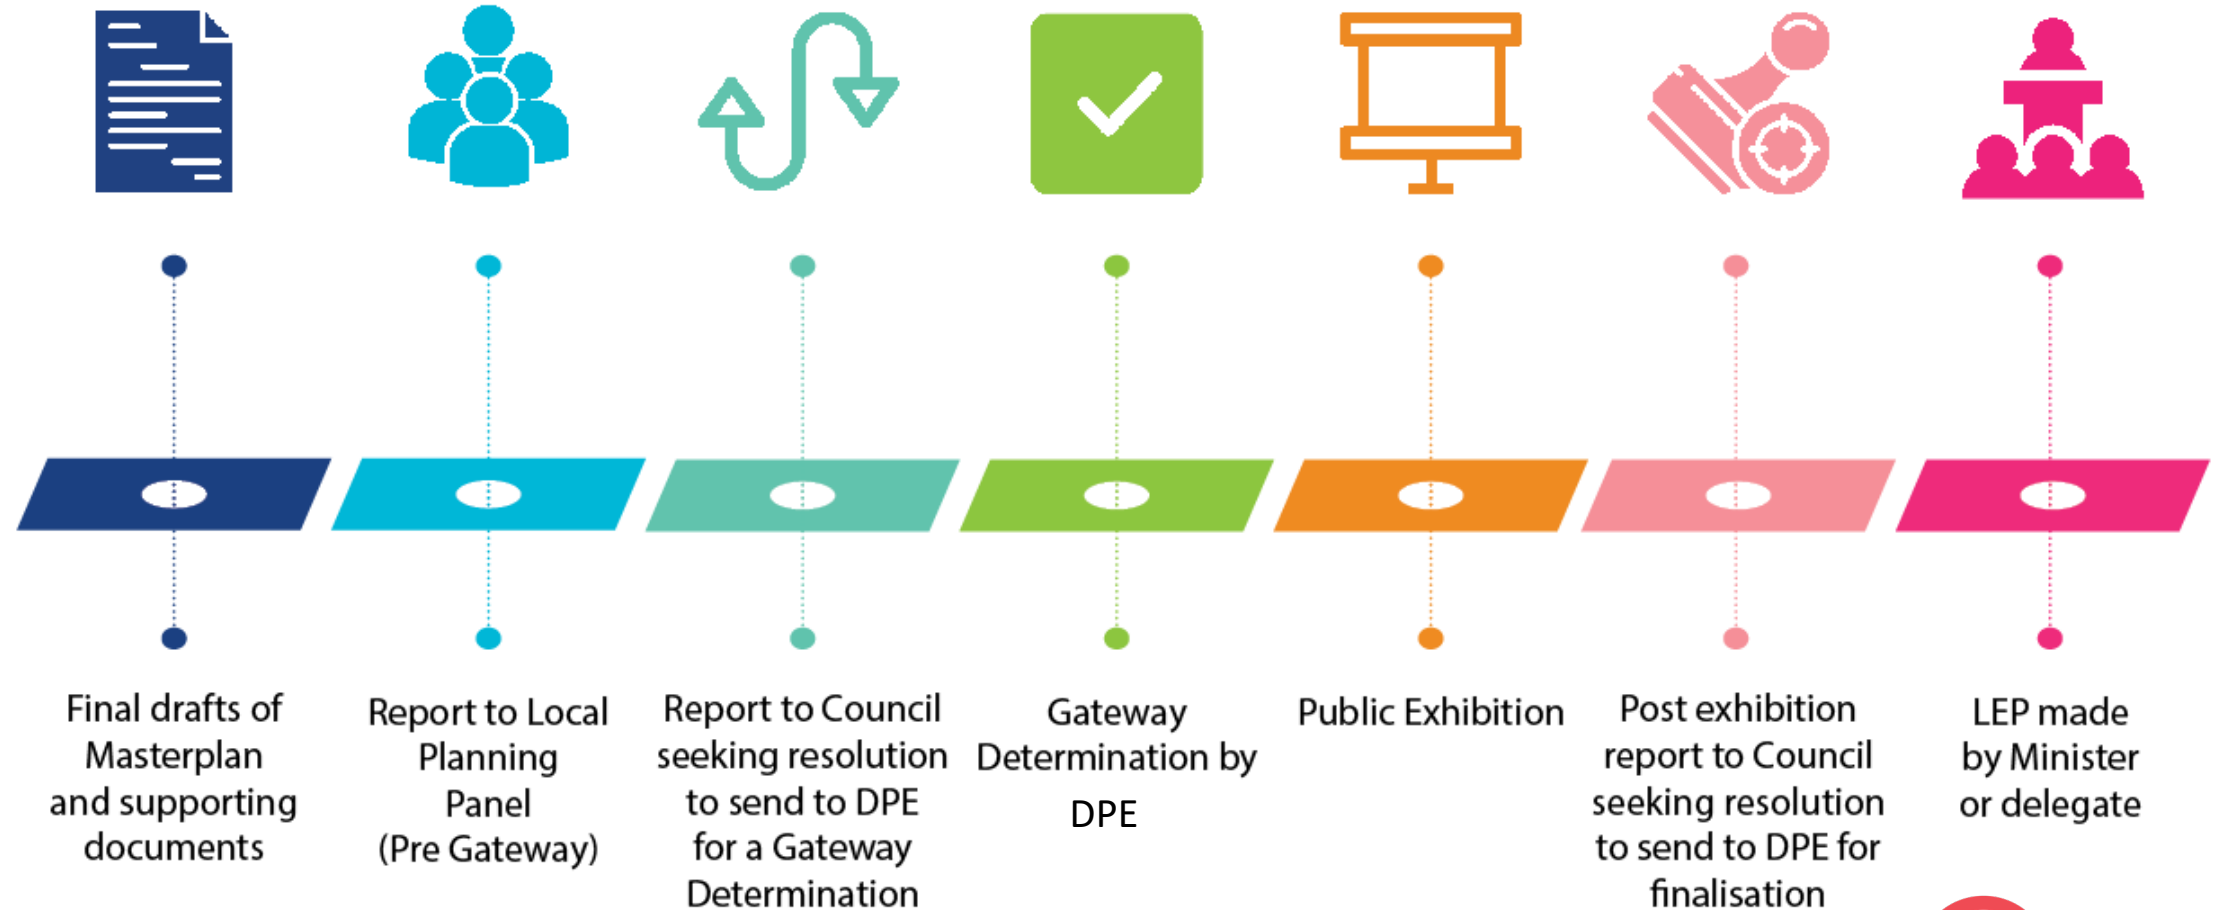 Final drafts of
Masterplan
and supporting
documents
Report to Local
Planning
Panel
(Pre Gateway)
Report to Council
seeking resolution
to send to DPE
for a Gateway
Determination
Gateway
Determination by
DPE
Public Exhibition
Post exhibition
report to Council
seeking resolution
to send to DPE for
finalisation
LEP made
by Minister
or delegate